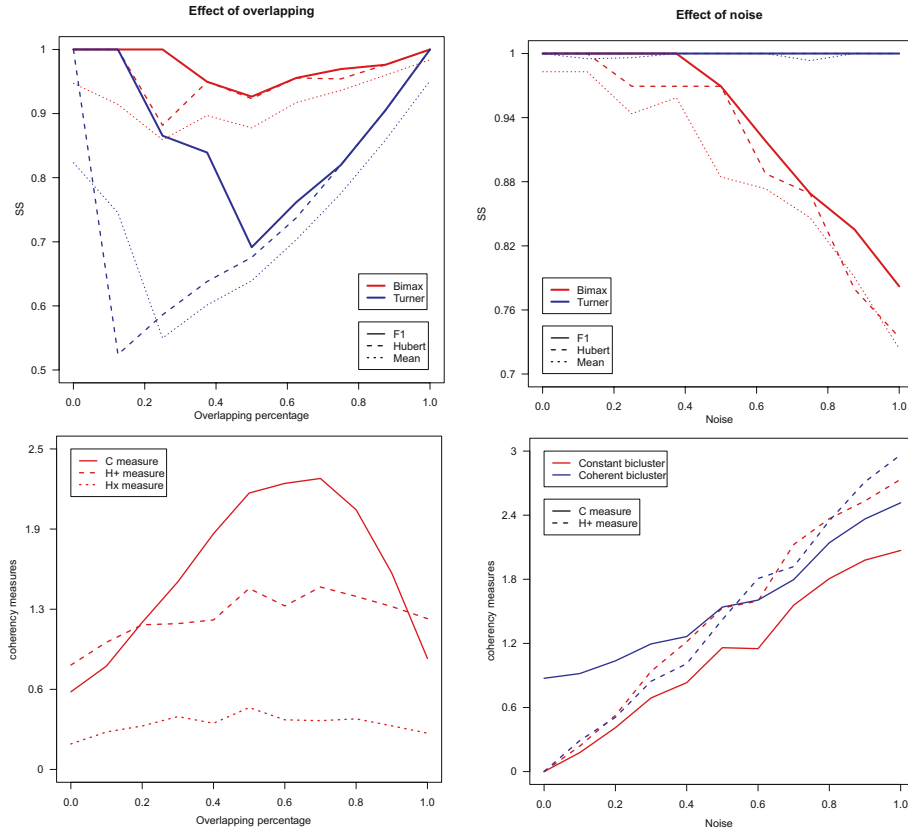 Effect of overlapping
SS
1
0.9
0.8
0.7
0.6
0.5
Bimax
Turner
F1
Hubert
Mean
0.0 0.2 0.4 0.6 0.8 1.0
Overlapping percentage
Effect of noise
SS
1
0.94
0.88
0.82
0.76
0.7
Bimax
Turner
F1
Hubert
Mean
0.0 0.2 0.4 0.6 0.8 1.0
Noise
coherency measures
2.5
1.9
1.3
0.6
0
C measure
H+ measure
Hx measure
0.0 0.2 0.4 0.6 0.8 1.0
Overlapping percentage
coherency measures
3
2.4
1.8
1.2
0.6
0
Constant bicluster
Coherent bicluster
C measure
H+ measure
0.0 0.2 0.4 0.6 0.8 1.0
Noise